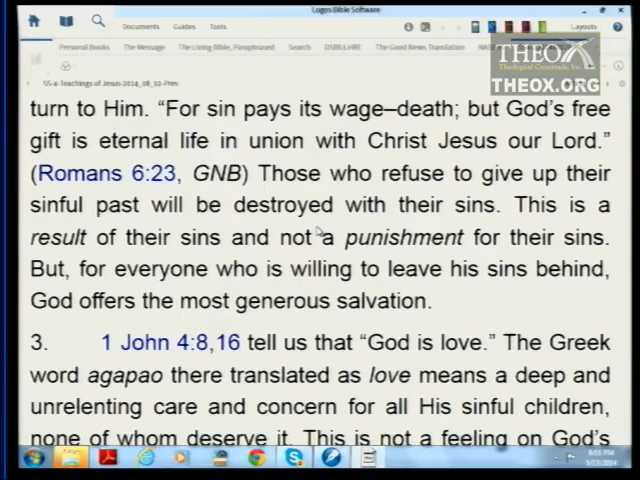 Logos Bible Software
Documents Guides Tools
Layouts
Personal Books The Message The Living Bible, Paraphrased Search The Good News Translation
THEOX
THEOX.ORG
turn to Him. “For sin pays its wage–death; but God’s free
gift is eternal life in union with Christ Jesus our Lord.”
(Romans 6:23, GNB) Those who refuse to give up their
sinful past will be destroyed with their sins. This is a
result of their sins and not a punishment for their sins.
But, for everyone who is willing to leave his sins behind,
God offers the most generous salvation.
3. 1 John 4:8,16 tell us that “God is love.” The Greek
word agapao there translated as love means a deep and
unrelenting care and concern for all His sinful children,
none of whom deserve it. This is not a feeling on God’s